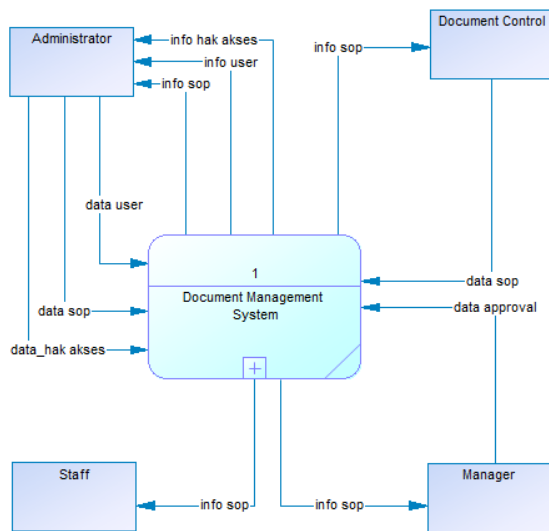 Administrator
Document Control
info hak akses
info user
info sop
info sop
data user
1
Document Management
System
data sop
data approval
data sop
data_hak akses
Staff
Manager
info sop
info sop